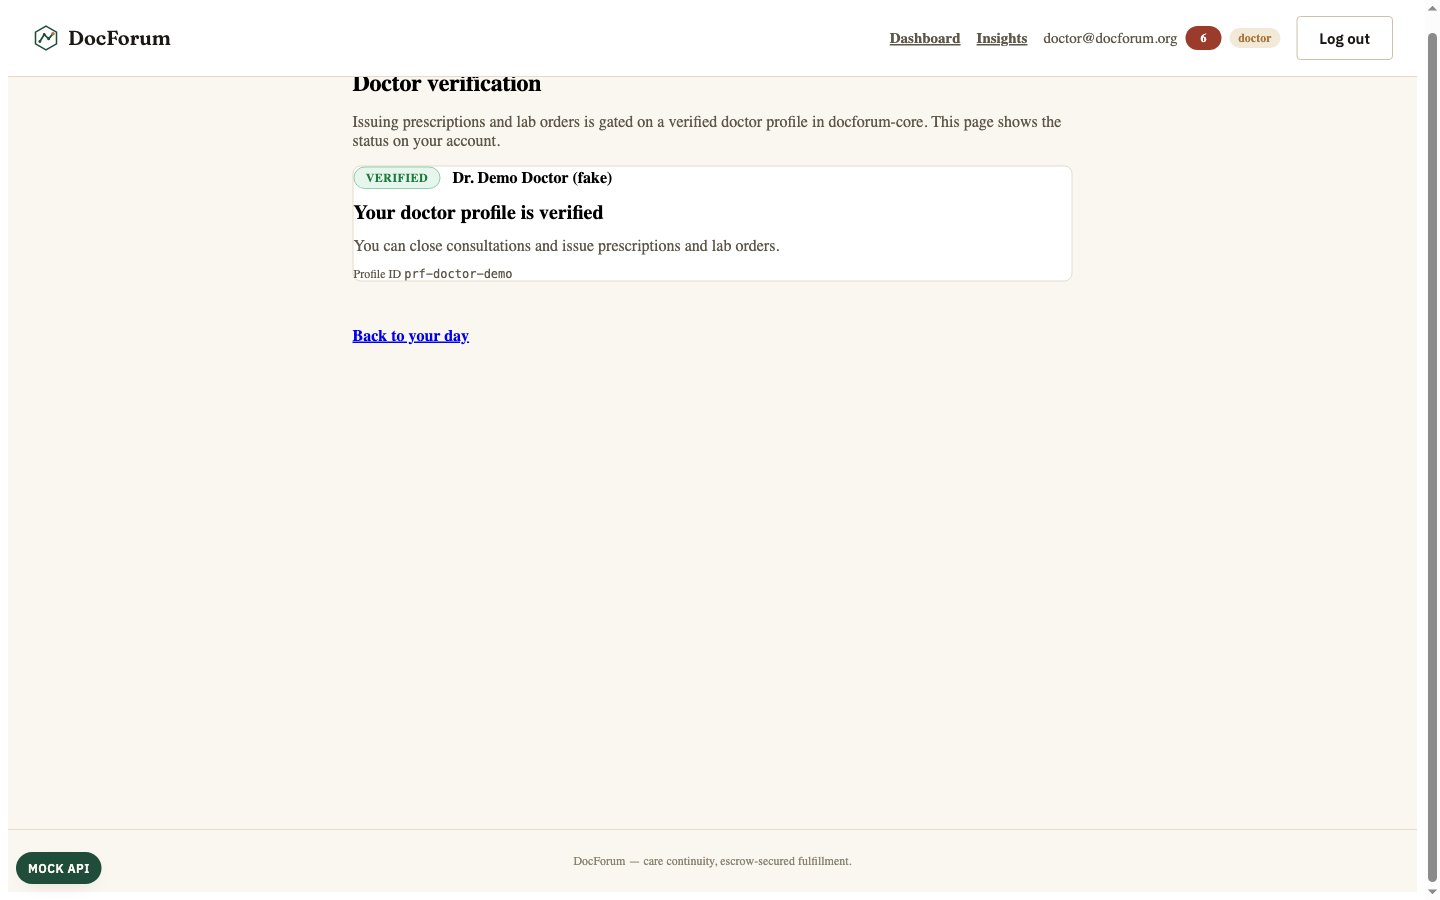 DocForum
Dashboard Insights doctor@docforum.org 6 doctor Log out
Doctor verification
Issuing prescriptions and lab orders is gated on a verified doctor profile in docforum-core. This page shows the
status on your account.
VERIFIED Dr. Demo Doctor (fake)
Your doctor profile is verified
You can close consultations and issue prescriptions and lab orders.
Profile ID prf-doctor-demo
Back to your day
MOCK API
DocForum — care continuity, escrow-secured fulfillment.